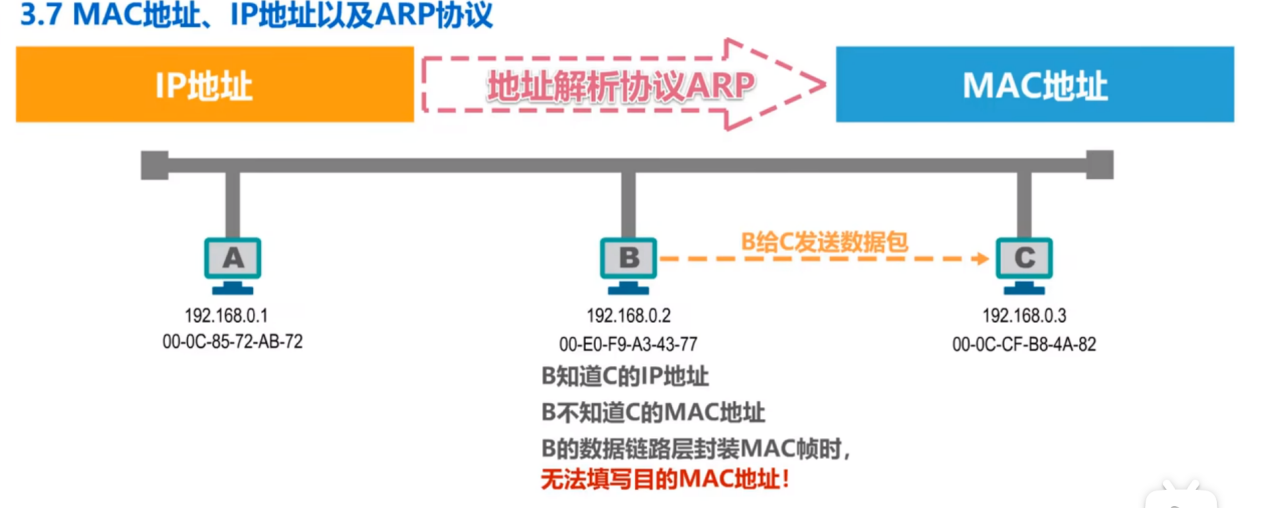 3.7 MAC地址、IP地址以及ARP协议
IP地址
地址解析协议ARP
MAC地址
B给C发送数据包
A
B
C
192.168.0.1
00-0C-85-72-AB-72
192.168.0.2
00-E0-F9-A3-43-77
192.168.0.3
00-0C-CF-B8-4A-82
B知道C的IP地址
B不知道C的MAC地址
B的数据链路层封装MAC帧时，
无法填写目的MAC地址！